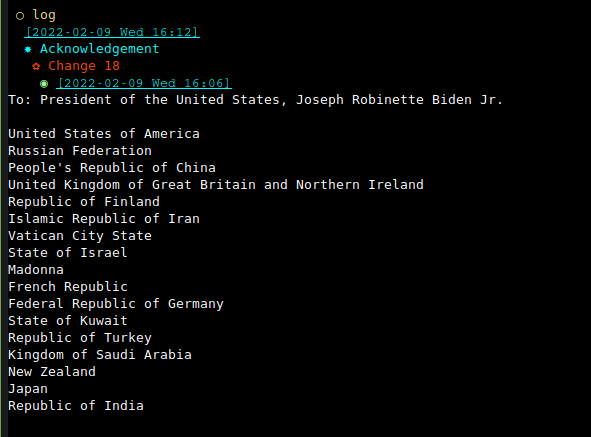 log
[2022-02-09 Wed 16:12]
Acknowledgement
Change 18
[2022-02-09 Wed 16:06]
To: President of the United States, Joseph Robinette Biden Jr.
United States of America
Russian Federation
People's Republic of China
United Kingdom of Great Britain and Northern Ireland
Republic of Finland
Islamic Republic of Iran
Vatican City State
State of Israel
Madonna
French Republic
Federal Republic of Germany
State of Kuwait
Republic of Turkey
Kingdom of Saudi Arabia
New Zealand
Japan
Republic of India